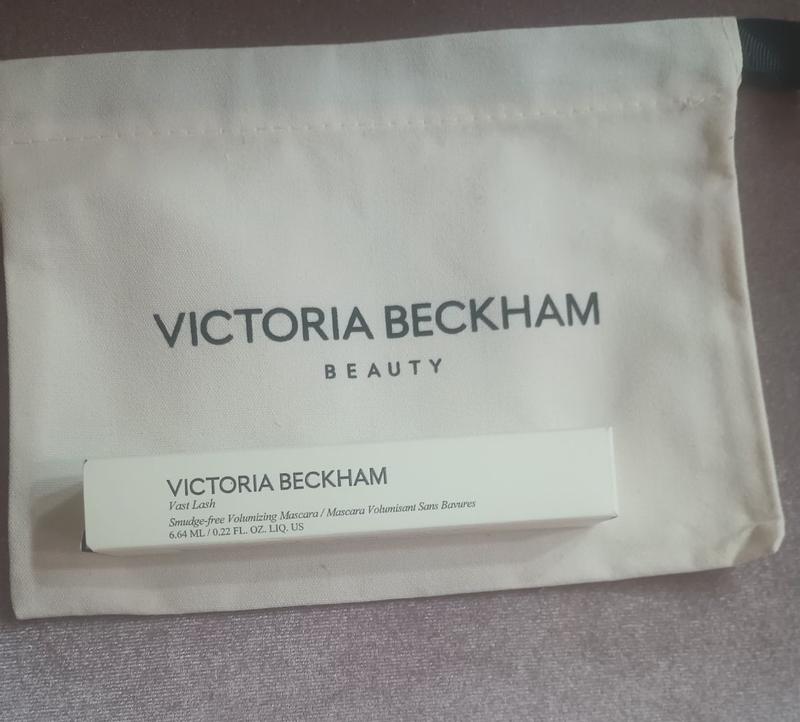 VICTORIA BECKHAM
BEAUTY
VICTORIA BECKHAM
Vast Lash
Smudge-free Volumizing Mascara / Mascara Volumisant Sans Bavures
6.64 ML / 0.22 FL. OZ. LIQ. US